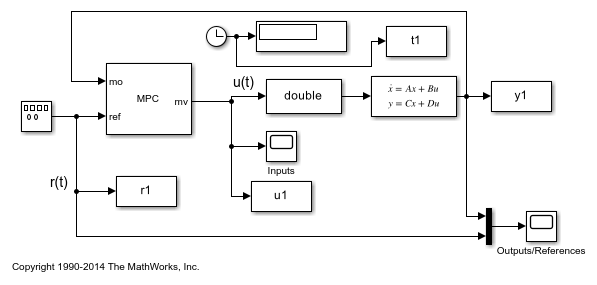 t1
mo
MPC
ref
mv
u(t)
double
ẋ = Ax + Bu
y = Cx + Du
y1
Inputs
r(t)
r1
u1
Outputs/References
Copyright 1990-2014 The MathWorks, Inc.